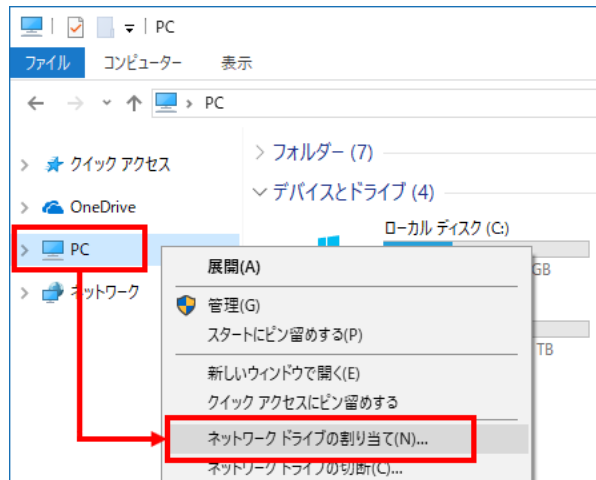 PC
ファイル コンピューター 表示
PC
クイック アクセス
OneDrive
PC
ネットワーク
フォルダー (7)
デバイスとドライブ (4)
ローカル ディスク (C:)
GB
TB
展開(A)
管理(G)
スタートにピン留めする(P)
新しいウィンドウで開く(E)
クイック アクセスにピン留めする
ネットワーク ドライブの割り当て(N)...
ネットワーク ドライブの切断(C)...